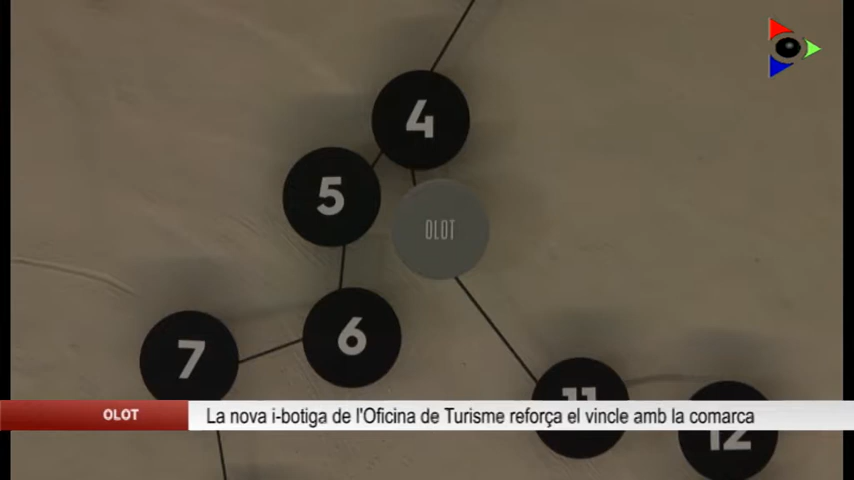 4
5
OLOT
6
7
11
12
OLOT
La nova i-botiga de l'Oficina de Turisme reforça el vincle amb la comarca